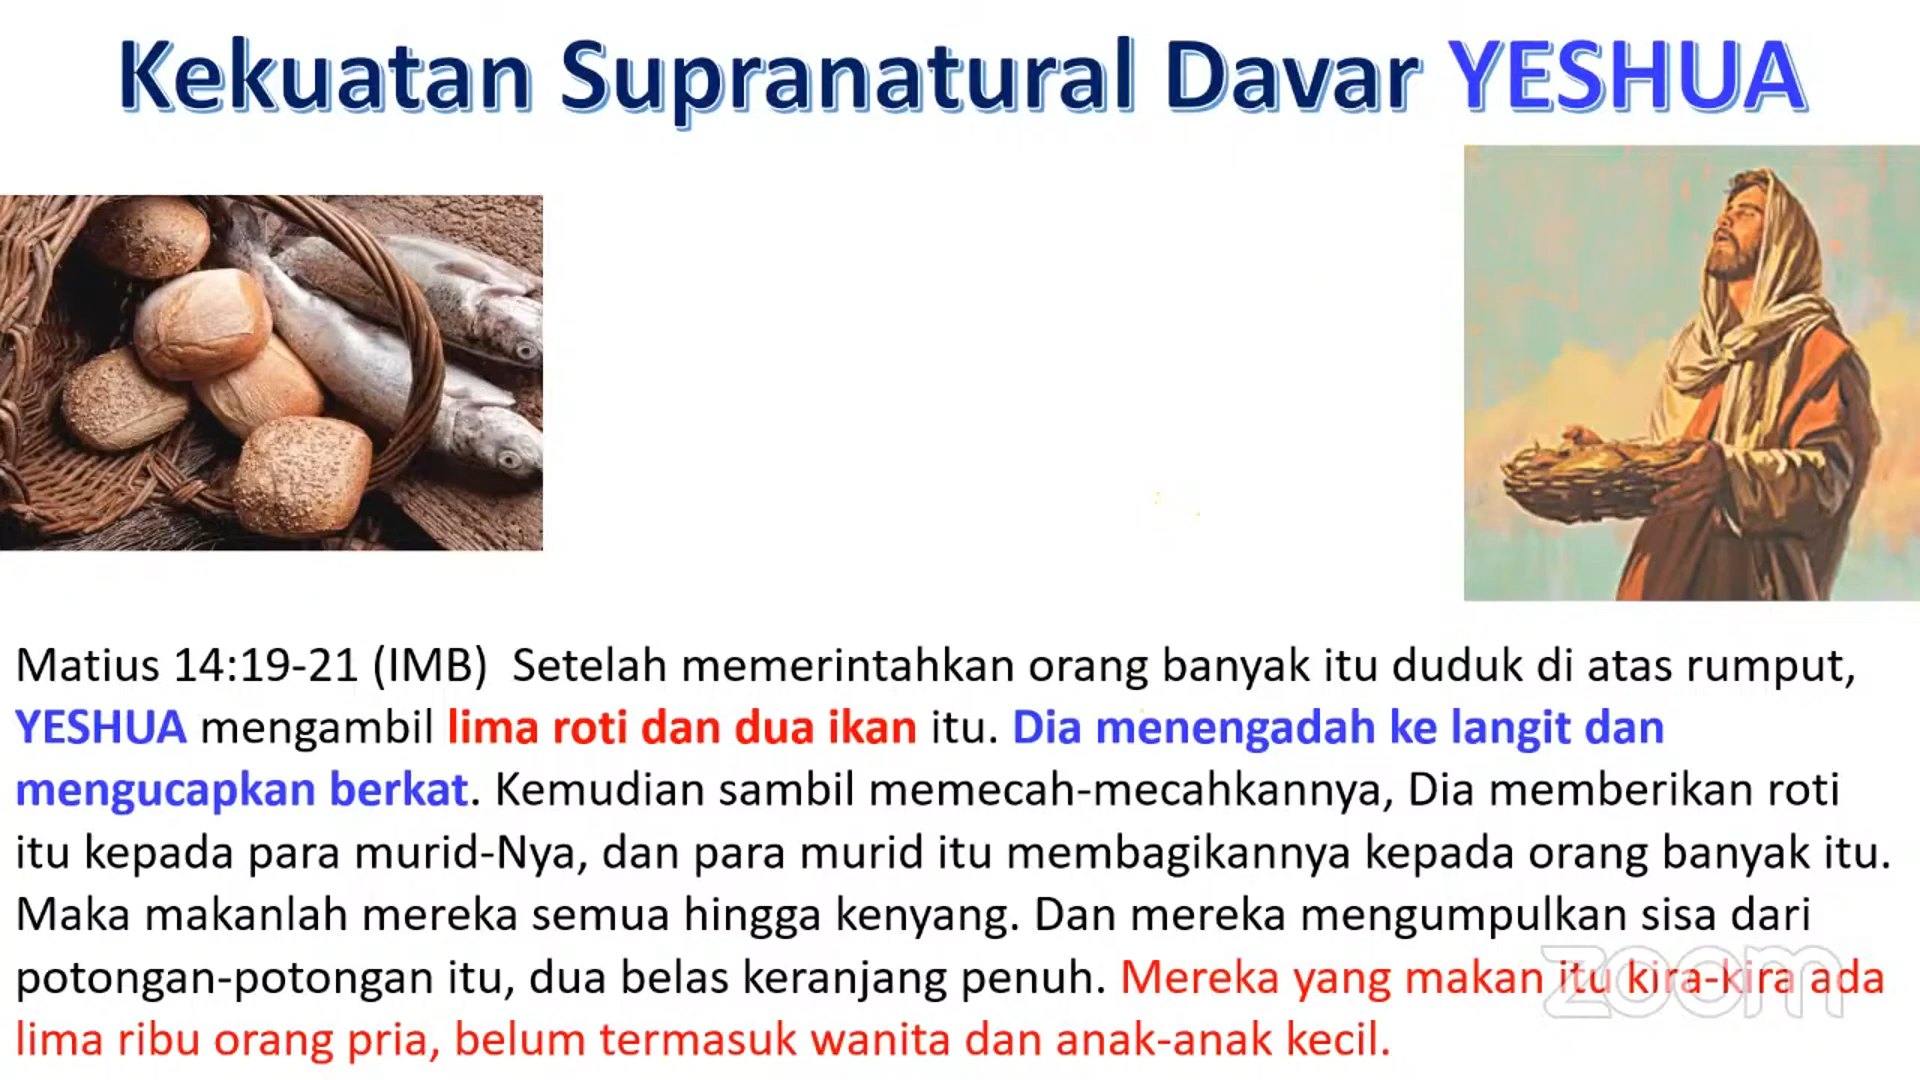 Kekuatan Supranatural Davar YESHUA
Matius 14:19-21 (IMB) Setelah memerintahkan orang banyak itu duduk di atas rumput,
YESHUA mengambil lima roti dan dua ikan itu. Dia menengadah ke langit dan
mengucapkan berkat. Kemudian sambil memecah-mecahkannya, Dia memberikan roti
itu kepada para murid-Nya, dan para murid itu membagikannya kepada orang banyak itu.
Maka makanlah mereka semua hingga kenyang. Dan mereka mengumpulkan sisa dari
potongan-potongan itu, dua belas keranjang penuh. Mereka yang makan itu kira-kira ada
lima ribu orang pria, belum termasuk wanita dan anak-anak kecil.
zoom